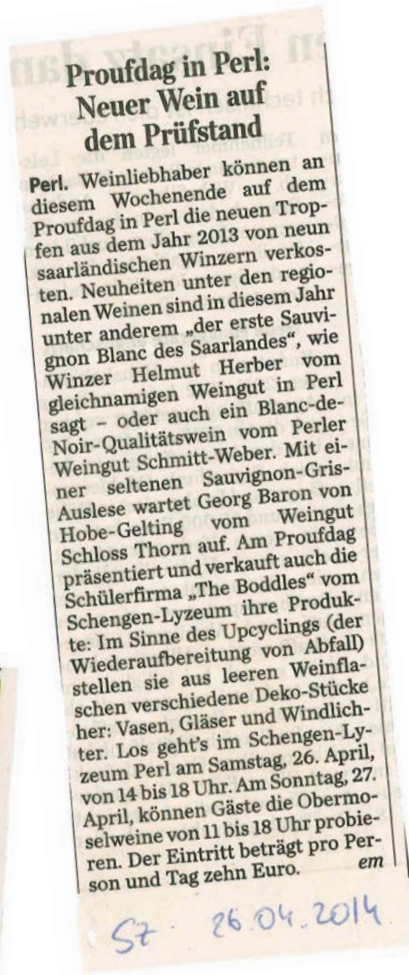 Proufdag in Perl:
Neuer Wein auf
dem Prüfstand
Perl. Weinliebhaber können an
diesem Wochenende auf dem
Proufdag in Perl die neuen Trop-
fen aus dem Jahr 2013 von neun
saarländischen Winzern verkos-
ten. Neuheiten unter den regio-
nalen Weinen sind in diesem Jahr
unter anderem „der erste Sauvi-
gnon Blanc des Saarlandes“, wie
Winzer Helmut Herber vom
gleichnamigen Weingut in Perl
sagt – oder auch ein Blanc-de-
Noir-Qualitätswein vom Perler
Weingut Schmitt-Weber. Mit ei-
ner seltenen Sauvignon-Gris-
Auslese wartet Georg Baron von
Hobe-Gelting vom Weingut
Schloss Thorn auf. Am Proufdag
präsentiert und verkauft auch die
Schülerfirma „The Boddles“ vom
Schengen-Lyzeum ihre Produk-
te: Im Sinne des Upcyclings (der
Wiederaufbereitung von Abfall)
stellen sie aus leeren Weinfla-
schen verschiedene Deko-Stücke
her: Vasen, Gläser und Windlich-
ter. Los geht's im Schengen-Ly-
zeum Perl am Samstag, 26. April,
von 14 bis 18 Uhr. Am Sonntag, 27.
April, können Gäste die Obermo-
selweine von 11 bis 18 Uhr probie-
ren. Der Eintritt beträgt pro Per-
son und Tag zehn Euro. em
SZ. 26.04.2014